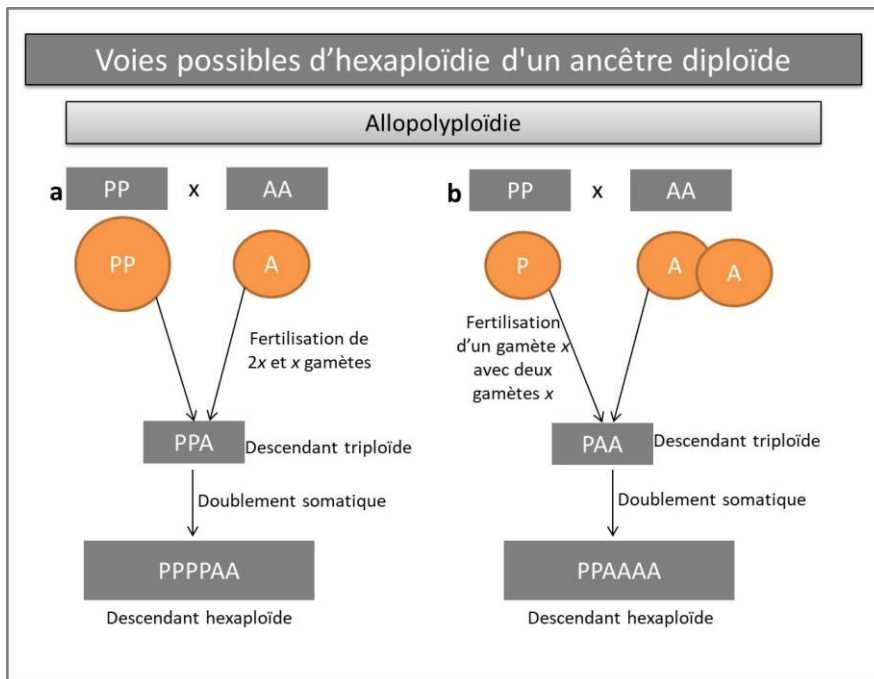 Voies possibles d’hexaploïdie d'un ancêtre diploïde
Allopolyploïdie
a PP x AA
PP A
Fertilisation de
2x et x gamètes
PPA Descendant triploïde
Doublement somatique
PPPPAA
Descendant hexaploïde
b PP x AA
P A A
Fertilisation
d’un gamète x
avec deux
gamètes x
PAA Descendant triploïde
Doublement somatique
PPAAAA
Descendant hexaploïde